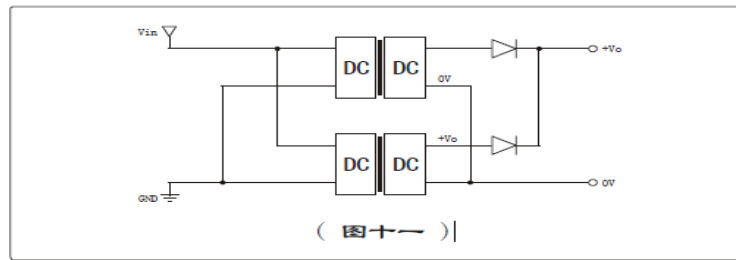 Vin
DC DC
+Vo
0V
+Vo
DC DC
GND
0V
( 图十一 )